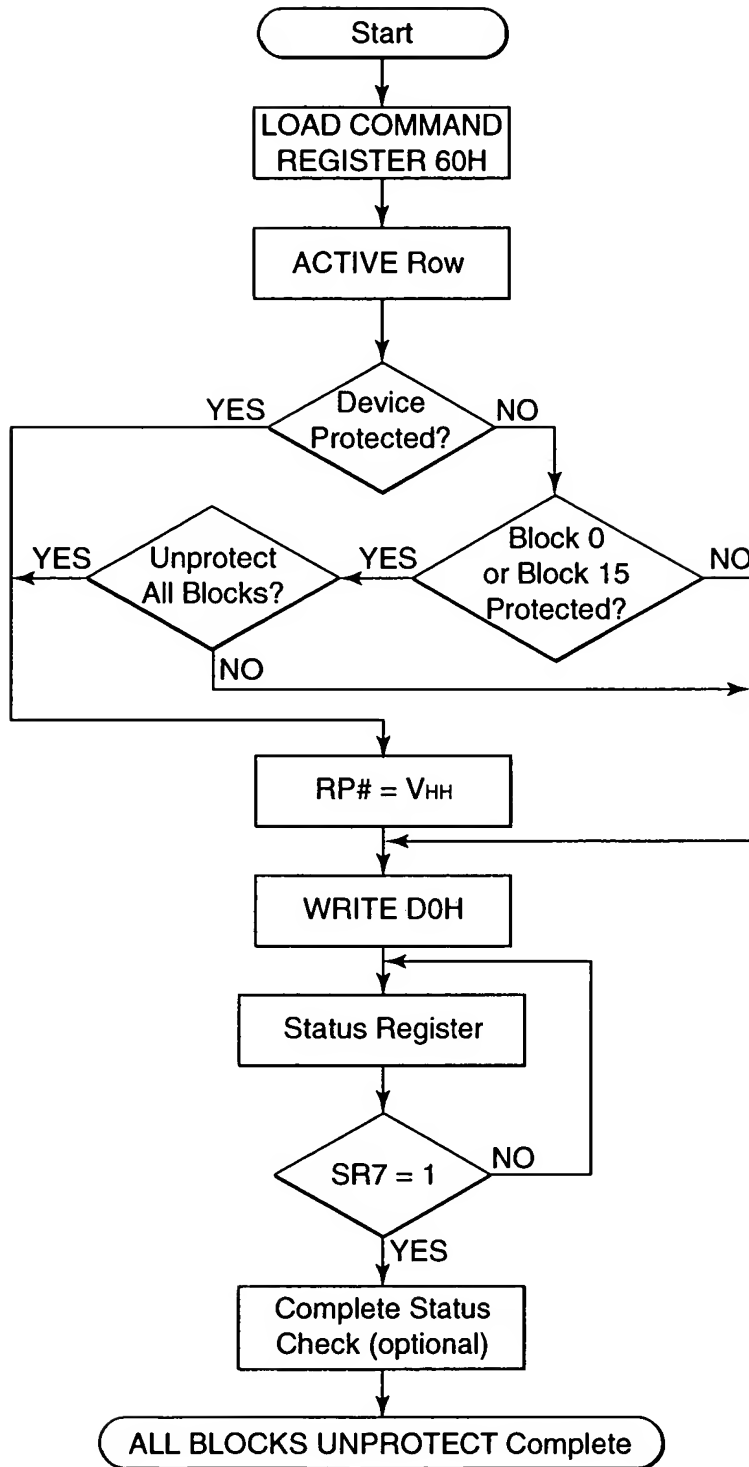 Start
LOAD COMMAND
REGISTER 60H
ACTIVE Row
YES
Device
Protected?
NO
YES
Unprotect
All Blocks?
YES
Block 0
or Block 15
Protected?
NO
NO
RP# = VHH
WRITE D0H
Status Register
SR7 = 1
NO
YES
Complete Status
Check (optional)
ALL BLOCKS UNPROTECT Complete